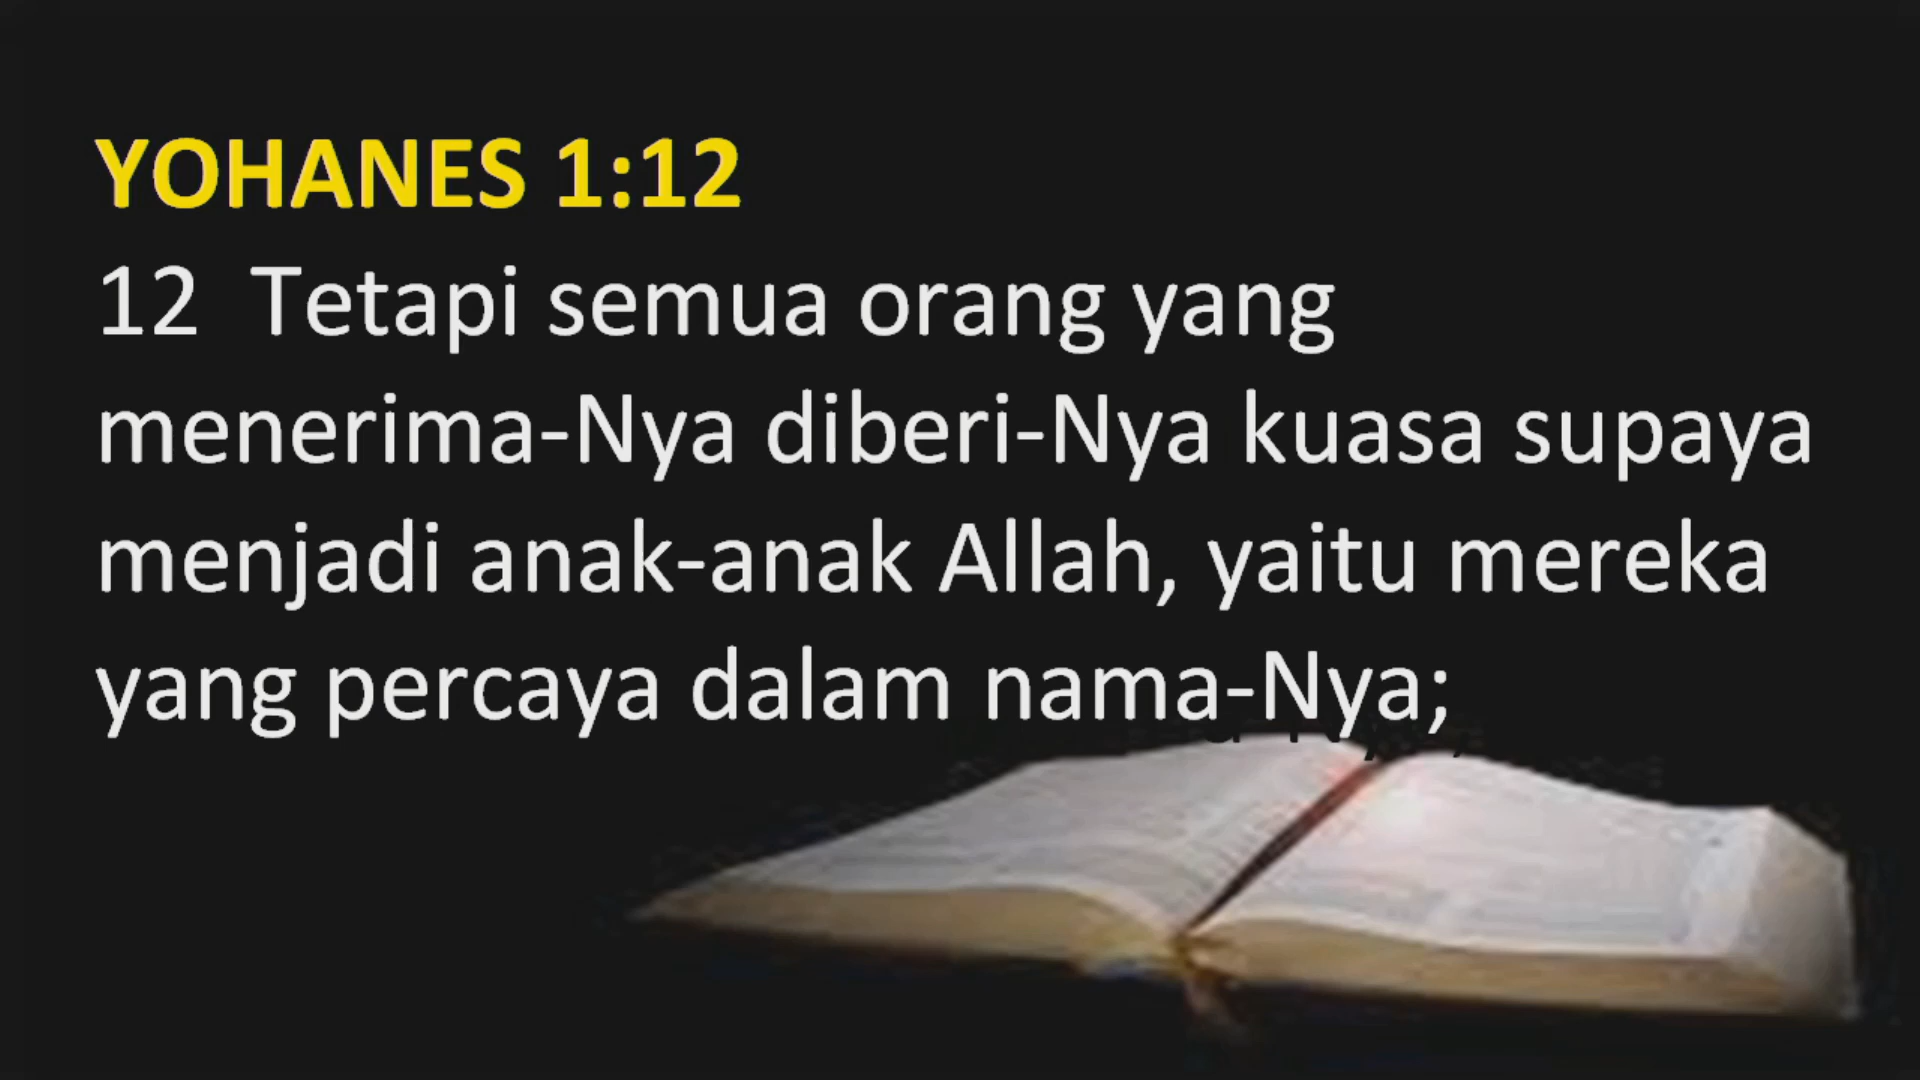 YOHANES 1:12
12 Tetapi semua orang yang
menerima-Nya diberi-Nya kuasa supaya
menjadi anak-anak Allah, yaitu mereka
yang percaya dalam nama-Nya;